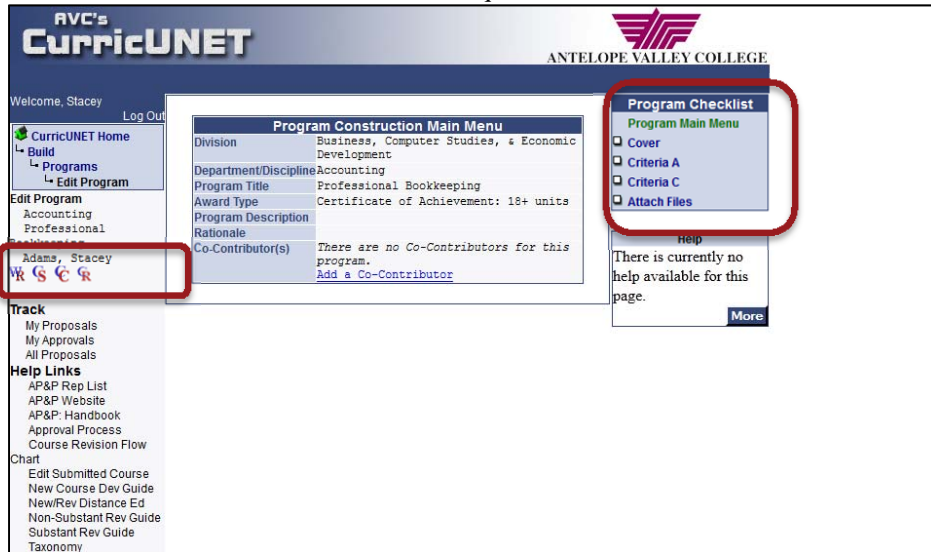 AVC's
CurricUNET
ANTELOPE VALLEY COLLEGE
Welcome, Stacey
Log Out
CurricUNET Home
Build
Programs
Edit Program
Edit Program
Accounting
Professional
Bookkeeping
Adams, Stacey
WR CS CC CR
Track
My Proposals
My Approvals
All Proposals
Help Links
AP&P Rep List
AP&P Website
AP&P: Handbook
Approval Process
Course Revision Flow
Chart
Edit Submitted Course
New Course Dev Guide
New/Rev Distance Ed
Non-Substant Rev Guide
Substant Rev Guide
Taxonomy
Program Construction Main Menu
Division Business, Computer Studies, & Economic
Development
Department/Discipline Accounting
Program Title Professional Bookkeeping
Award Type Certificate of Achievement: 18+ units
Program Description
Rationale
Co-Contributor(s) There are no Co-Contributors for this
program.
Add a Co-Contributor
Program Checklist
Program Main Menu
Cover
Criteria A
Criteria C
Attach Files
Help
There is currently no
help available for this
page.
More